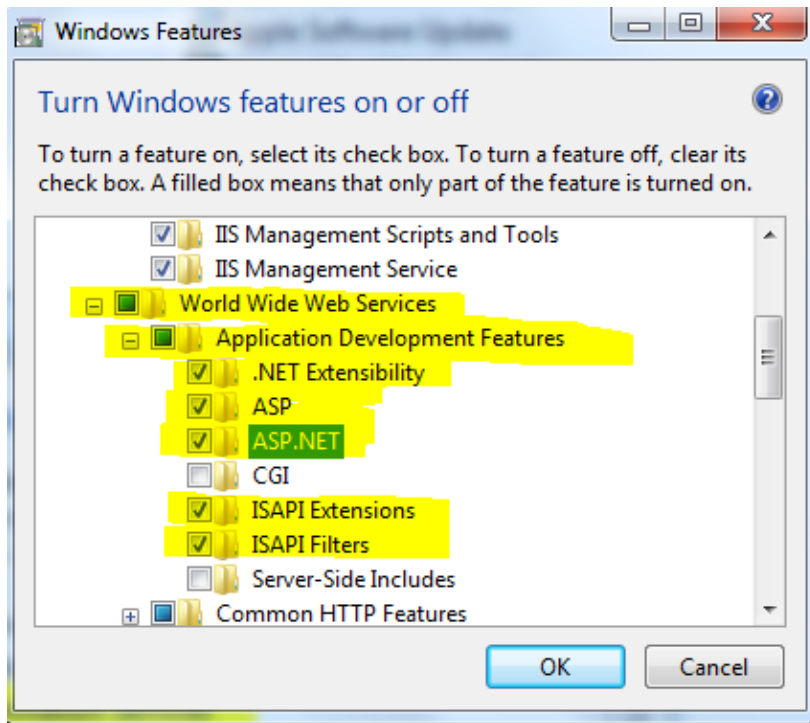 Windows Features
Turn Windows features on or off
To turn a feature on, select its check box. To turn a feature off, clear its
check box. A filled box means that only part of the feature is turned on.
IIS Management Scripts and Tools
IIS Management Service
World Wide Web Services
Application Development Features
.NET Extensibility
ASP
ASP.NET
CGI
ISAPI Extensions
ISAPI Filters
Server-Side Includes
Common HTTP Features
OK Cancel